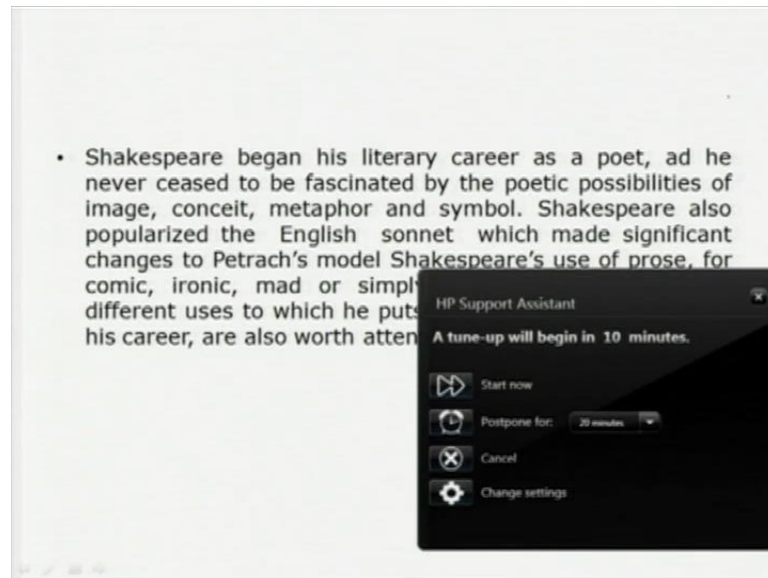 • Shakespeare began his literary career as a poet, ad he
never ceased to be fascinated by the poetic possibilities of
image, conceit, metaphor and symbol. Shakespeare also
popularized the English sonnet which made significant
changes to Petrach's model Shakespeare's use of prose, for
comic, ironic, mad or
different uses to which he puts
his career, are also worth
HP Support Assistant
A tune-up will begin in 10 minutes.
Start now
Postpone for: 20 minutes
Cancel
Change settings